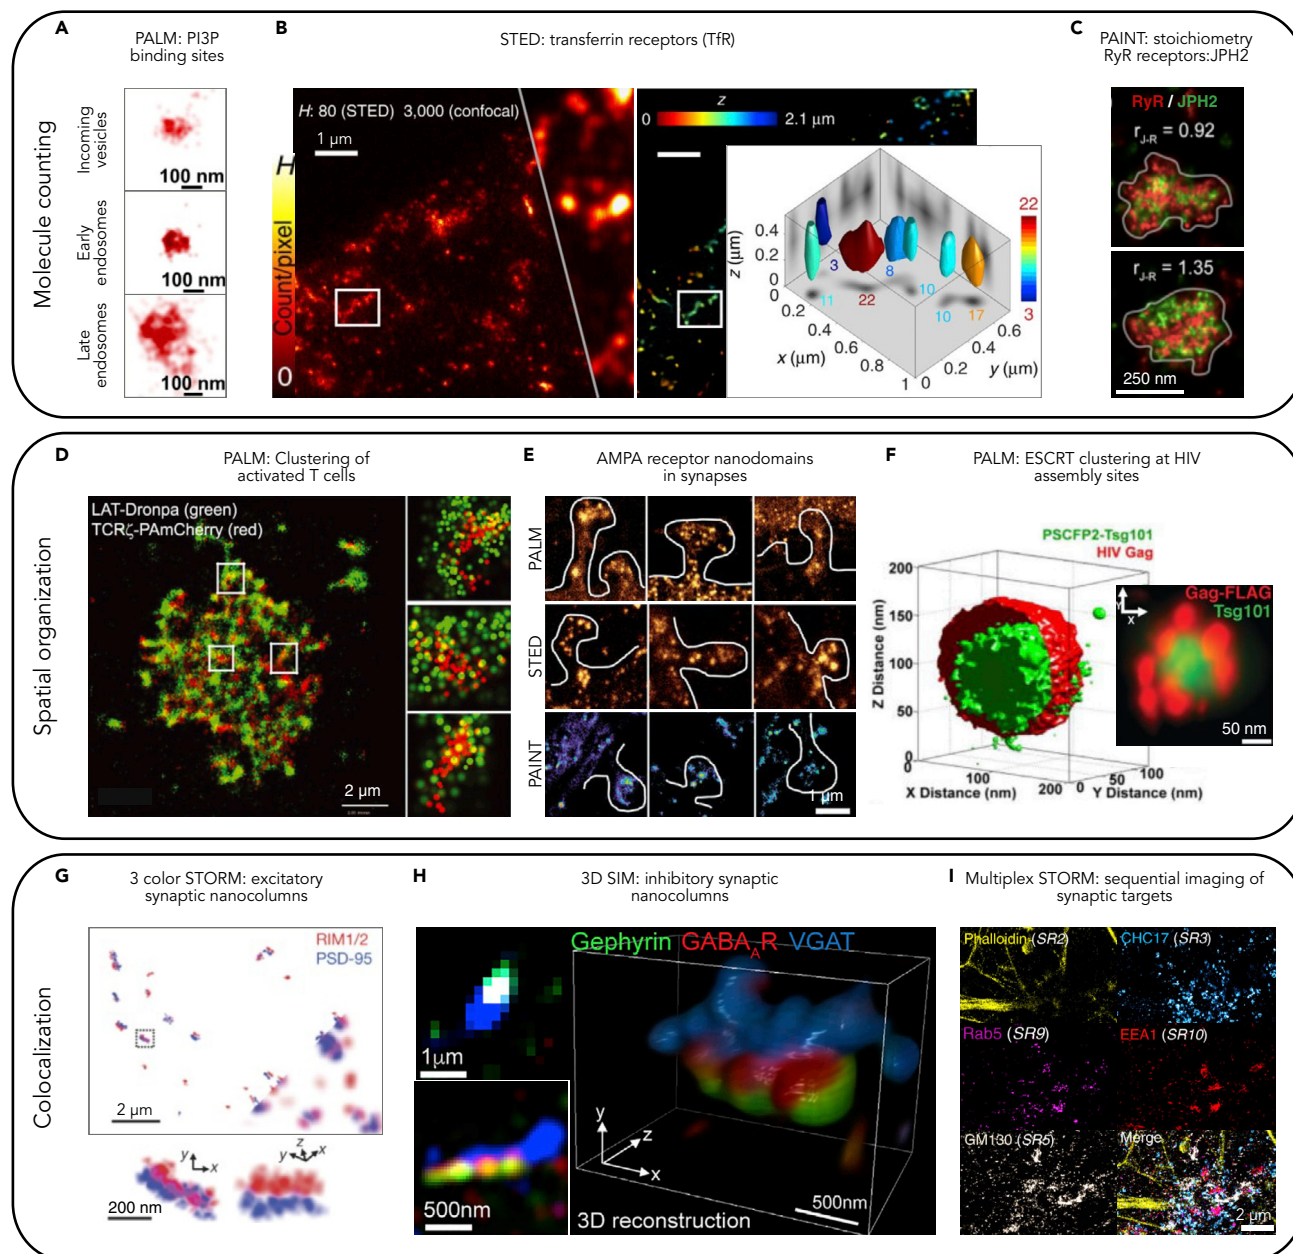 Molecule counting
A
PALM: PI3P
binding sites
Incoming
vesicles
100 nm
Early
endosomes
100 nm
Late
endosomes
100 nm
B
STED: transferrin receptors (TfR)
H: 80 (STED) 3,000 (confocal)
1 μm
H
Count/pixel
0
z
0
2.1 μm
z (μm)
0.4
0.2
0
0.2
0.4
0.6
0.8
1
x (μm)
0
0.2
0.4
0.6
y (μm)
3
8
11
22
10
10
17
22
3
C
PAINT: stoichiometry
RyR receptors:JPH2
RyR / JPH2
rJ-R = 0.92
rJ-R = 1.35
250 nm
Spatial organization
D
PALM: Clustering of
activated T cells
LAT-Dronpa (green)
TCRζ-PAmCherry (red)
2 μm
E
AMPA receptor nanodomains
in synapses
PALM
STED
PAINT
1 μm
F
PALM: ESCRT clustering at HIV
assembly sites
PSCFP2-Tsg101
HIV Gag
200
150
100
50
0
Z Distance (nm)
0
100
200
X Distance (nm)
0
50
100
Y Distance (nm)
Gag-FLAG
Tsg101
Y
X
50 nm
Colocalization
G
3 color STORM: excitatory
synaptic nanocolumns
RIM1/2
PSD-95
2 μm
y
x
z
y
x
200 nm
H
3D SIM: inhibitory synaptic
nanocolumns
Gephyrin GABAAR VGAT
1μm
500nm
y
z
x
500nm
3D reconstruction
I
Multiplex STORM: sequential imaging of
synaptic targets
Phalloidin (SR2)
CHC17 (SR3)
Rab5 (SR9)
EEA1 (SR10)
GM130 (SR5)
Merge
2 μm